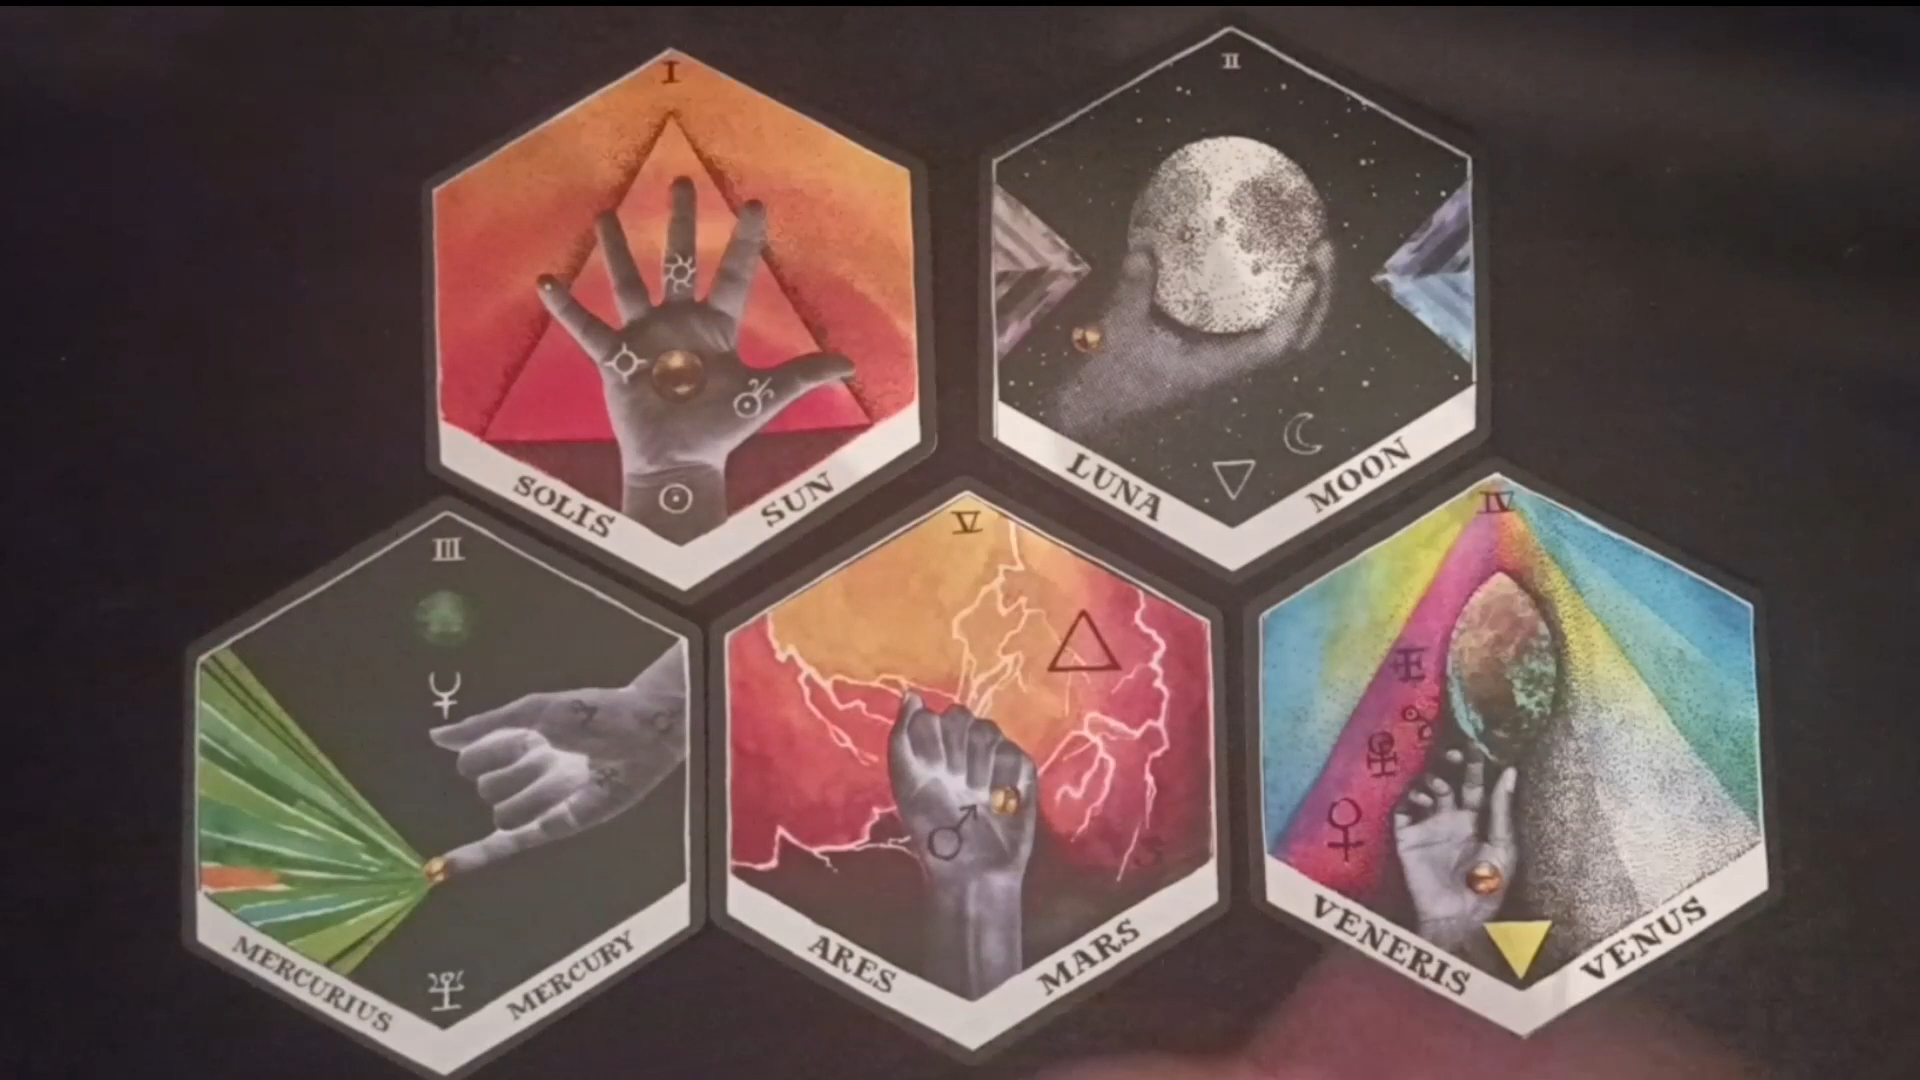 I
SOLIS SUN
II
LUNA MOON
III
MERCURIUS MERCURY
V
ARES MARS
IV
VENERIS VENUS